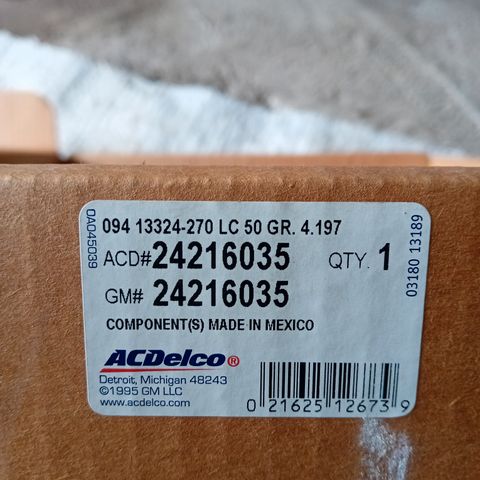 094 13324-270 LC 50 GR. 4.197
ACD# 24216035 QTY. 1
GM# 24216035
COMPONENT(S) MADE IN MEXICO
ACDelco®
Detroit, Michigan 48243
©1995 GM LLC
www.acdelco.com
0 21625 12673 9
0A045039
03180 13189